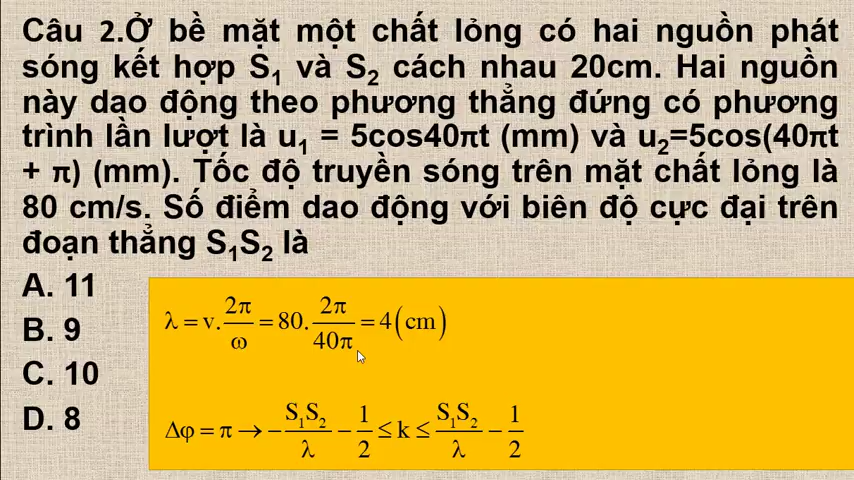 Câu 2.Ở bề mặt một chất lỏng có hai nguồn phát
sóng kết hợp S₁ và S₂ cách nhau 20cm. Hai nguồn
này dao động theo phương thẳng đứng có phương
trình lần lượt là u₁ = 5cos40πt (mm) và u₂=5cos(40πt
+ π) (mm). Tốc độ truyền sóng trên mặt chất lỏng là
80 cm/s. Số điểm dao động với biên độ cực đại trên
đoạn thẳng S₁S₂ là
A. 11
B. 9
C. 10
D. 8
λ = v.2π/ω = 80.2π/40π = 4(cm)
Δφ = π → -S₁S₂/λ - 1/2 ≤ k ≤ S₁S₂/λ - 1/2